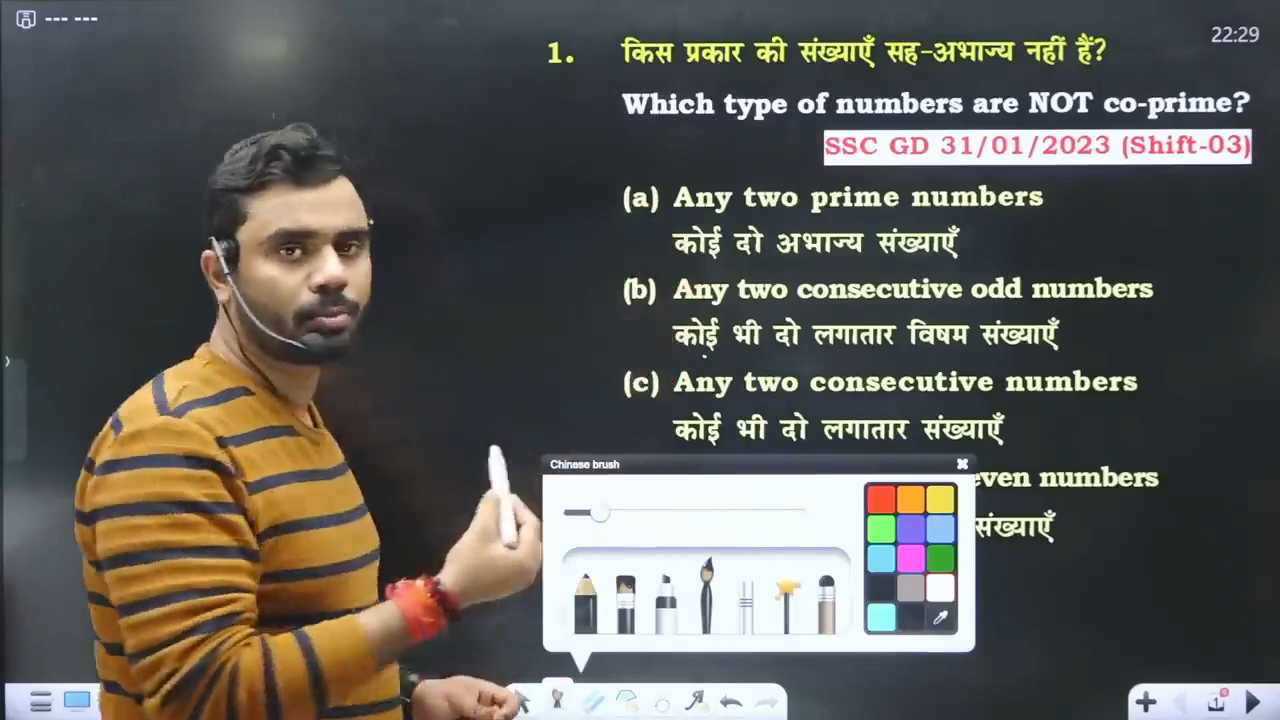 22:29
1. किस प्रकार की संख्याएँ सह-अभाज्य नहीं हैं?
Which type of numbers are NOT co-prime?
SSC GD 31/01/2023 (Shift-03)
(a) Any two prime numbers
कोई दो अभाज्य संख्याएँ
(b) Any two consecutive odd numbers
कोई भी दो लगातार विषम संख्याएँ
(c) Any two consecutive numbers
कोई भी दो लगातार संख्याएँ
Chinese brush
even numbers
संख्याएँ